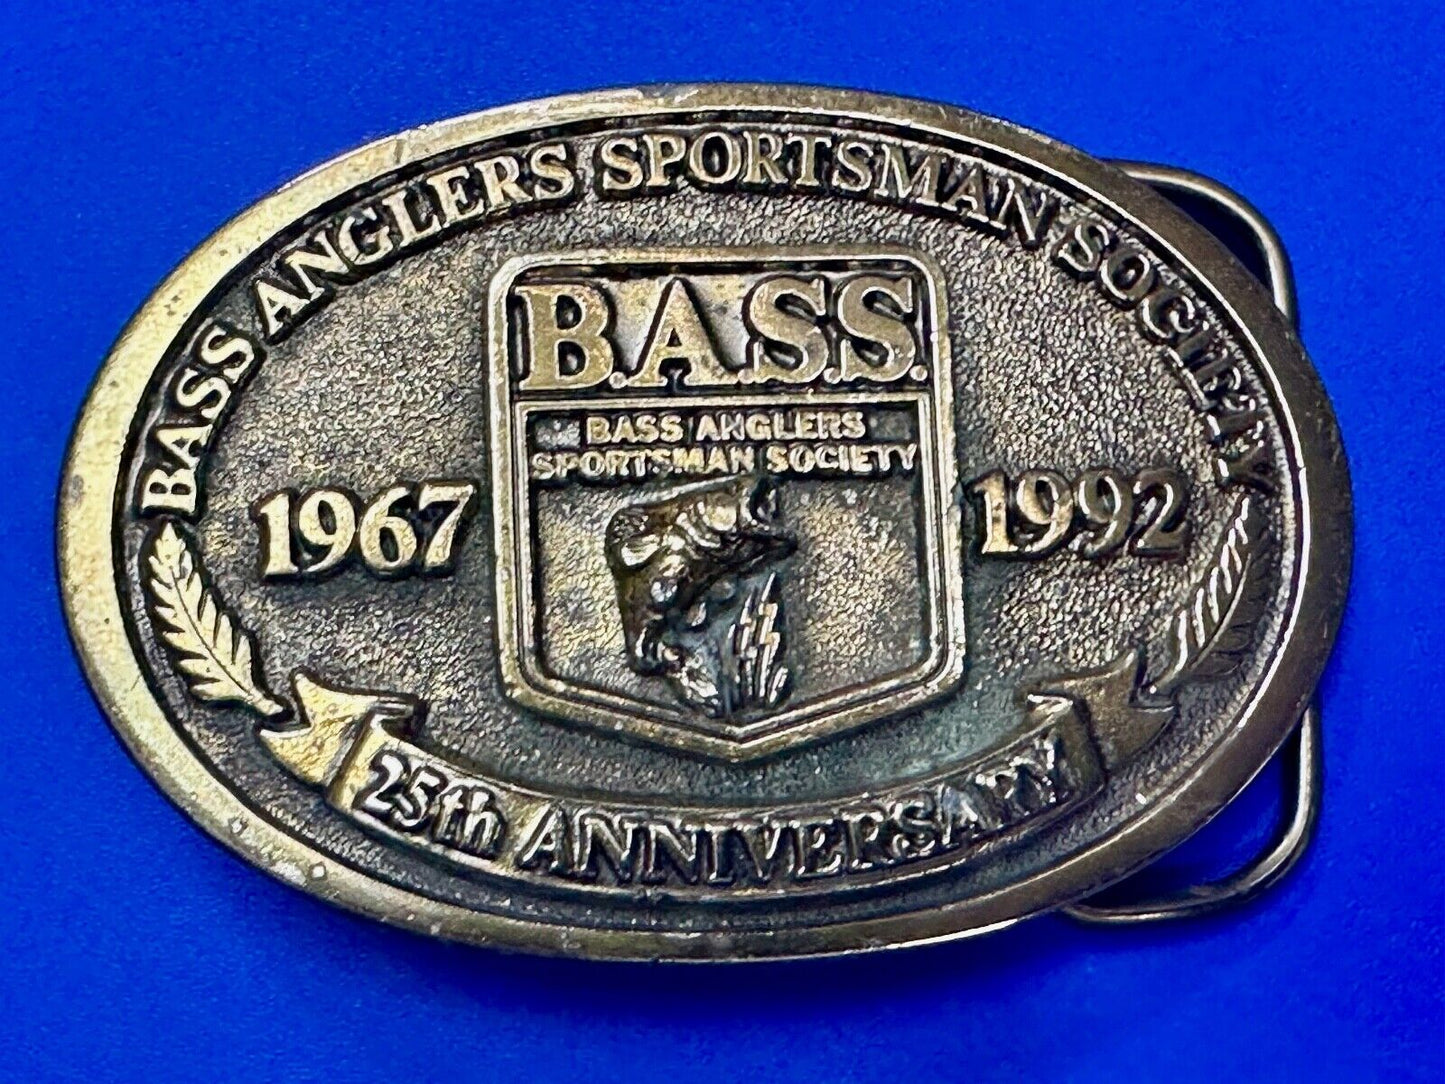 BASS ANGLERS SPORTSMAN SOCIETY
B.A.S.S.
BASS ANGLERS
SPORTSMAN SOCIETY
1967
1992
25th ANNIVERSARY